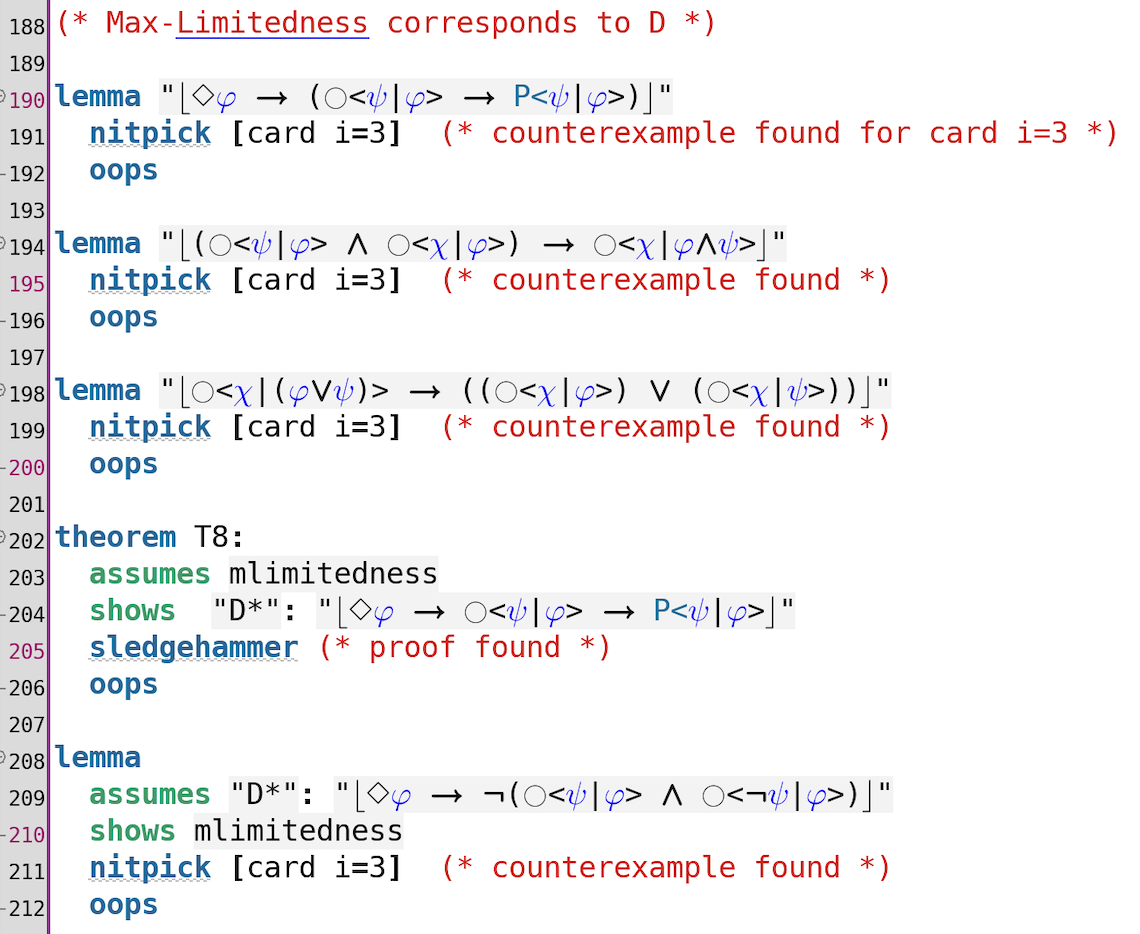 188 (* Max-Limitedness corresponds to D *)
189
190 lemma "⌊◇φ → (○<ψ|φ> → P<ψ|φ>)⌋"
191 nitpick [card i=3] (* counterexample found for card i=3 *)
192 oops
193
194 lemma "⌊(○<ψ|φ> ∧ ○<χ|φ>) → ○<χ|φ∧ψ>⌋"
195 nitpick [card i=3] (* counterexample found *)
196 oops
197
198 lemma "⌊○<χ|(φ∨ψ)> → ((○<χ|φ>) ∨ (○<χ|ψ>))⌋"
199 nitpick [card i=3] (* counterexample found *)
200 oops
201
202 theorem T8:
203 assumes mlimitedness
204 shows "D*": "⌊◇φ → ○<ψ|φ> → P<ψ|φ>⌋"
205 sledgehammer (* proof found *)
206 oops
207
208 lemma
209 assumes "D*": "⌊◇φ → ¬(○<ψ|φ> ∧ ○<¬ψ|φ>)⌋"
210 shows mlimitedness
211 nitpick [card i=3] (* counterexample found *)
212 oops